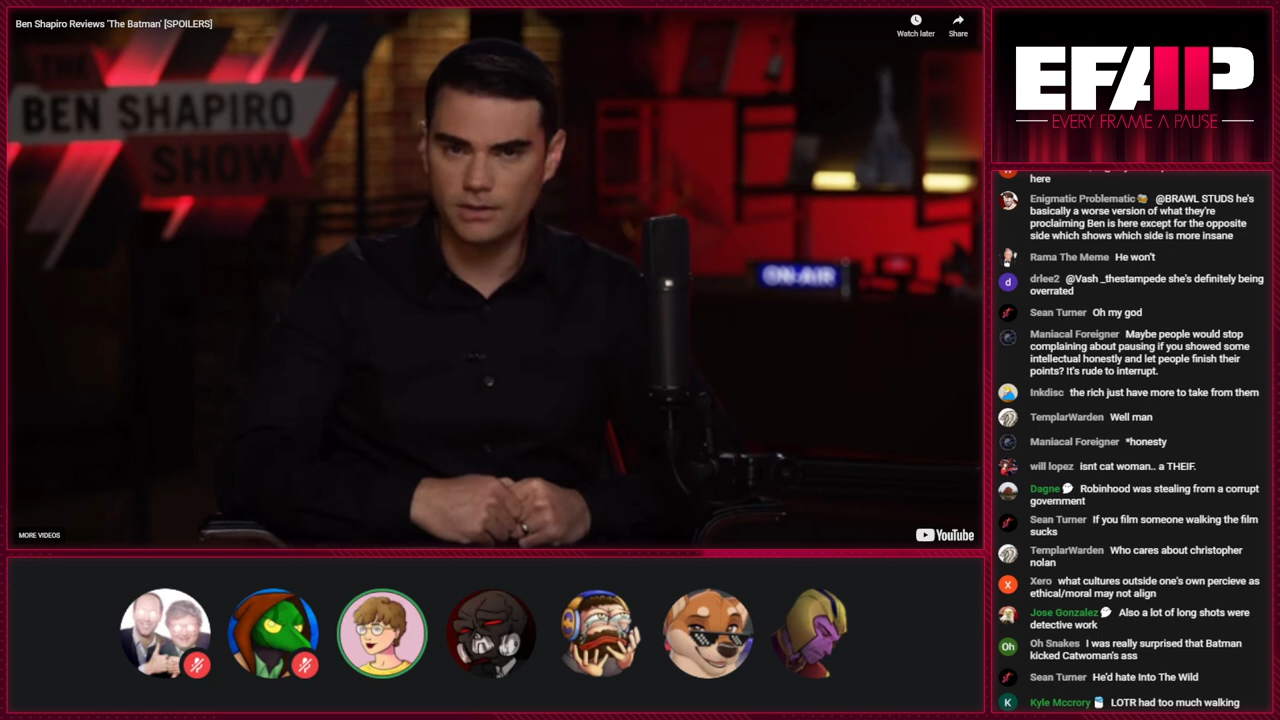 Ben Shapiro Reviews 'The Batman' [SPOILERS]
Watch later
Share
THE
BEN SHAPIRO
SHOW
ON-AIR
MORE VIDEOS
YouTube
EFAP
EVERY FRAME A PAUSE
here
Enigmatic Problematic @BRAWL STUDS he's
basically a worse version of what they're
proclaiming Ben is here except for the opposite
side which shows which side is more insane
Rama The Meme He won't
d
drlee2 @Vash _thestampede she's definitely being
overrated
Sean Turner Oh my god
Maniacal Foreigner Maybe people would stop
complaining about pausing if you showed some
intellectual honestly and let people finish their
points? It's rude to interrupt.
Inkdisc the rich just have more to take from them
TemplarWarden Well man
Maniacal Foreigner *honesty
will lopez isnt cat woman.. a THEIF.
Dagne Robinhood was stealing from a corrupt
government
Sean Turner If you film someone walking the film
sucks
TemplarWarden Who cares about christopher
nolan
X
Xero what cultures outside one's own percieve as
ethical/moral may not align
Jose Gonzalez Also a lot of long shots were
detective work
Oh
Oh Snakes I was really surprised that Batman
kicked Catwoman's ass
Sean Turner He'd hate Into The Wild
K
Kyle Mccrory LOTR had too much walking